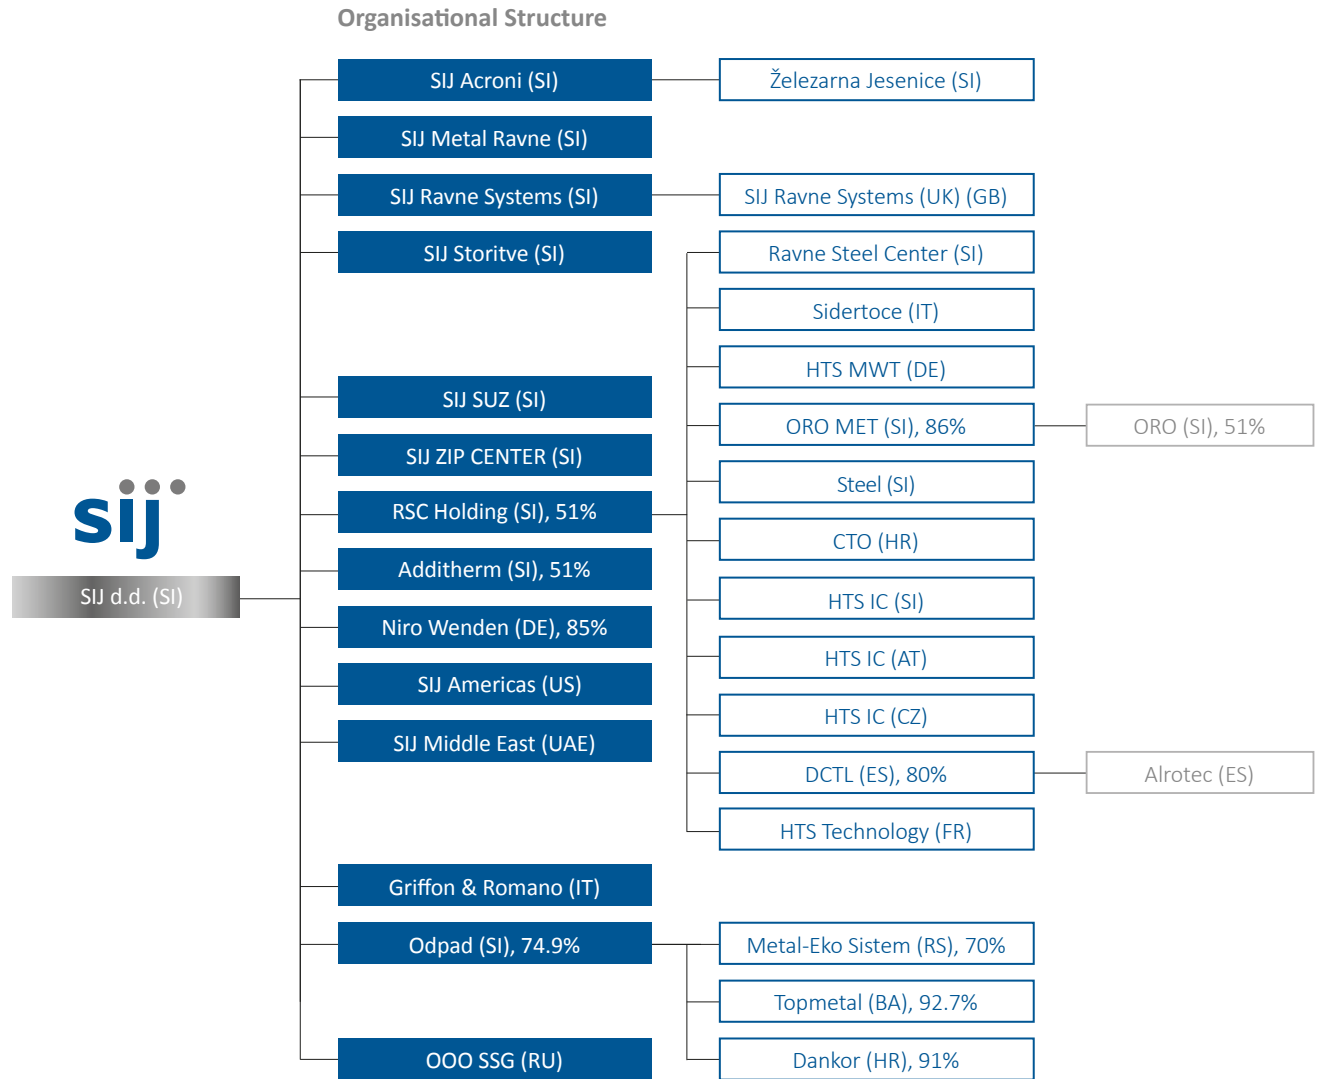 Organisational Structure
SIJ Acroni (SI)
Železarna Jesenice (SI)
SIJ Metal Ravne (SI)
SIJ Ravne Systems (SI)
SIJ Ravne Systems (UK) (GB)
SIJ Storitve (SI)
Ravne Steel Center (SI)
Sidertoce (IT)
HTS MWT (DE)
SIJ SUZ (SI)
ORO MET (SI), 86%
ORO (SI), 51%
SIJ ZIP CENTER (SI)
Steel (SI)
sij
RSC Holding (SI), 51%
CTO (HR)
Additherm (SI), 51%
SIJ d.d. (SI)
HTS IC (SI)
Niro Wenden (DE), 85%
HTS IC (AT)
SIJ Americas (US)
HTS IC (CZ)
SIJ Middle East (UAE)
DCTL (ES), 80%
Alrotec (ES)
HTS Technology (FR)
Griffon & Romano (IT)
Odpad (SI), 74.9%
Metal-Eko Sistem (RS), 70%
Topmetal (BA), 92.7%
OOO SSG (RU)
Dankor (HR), 91%